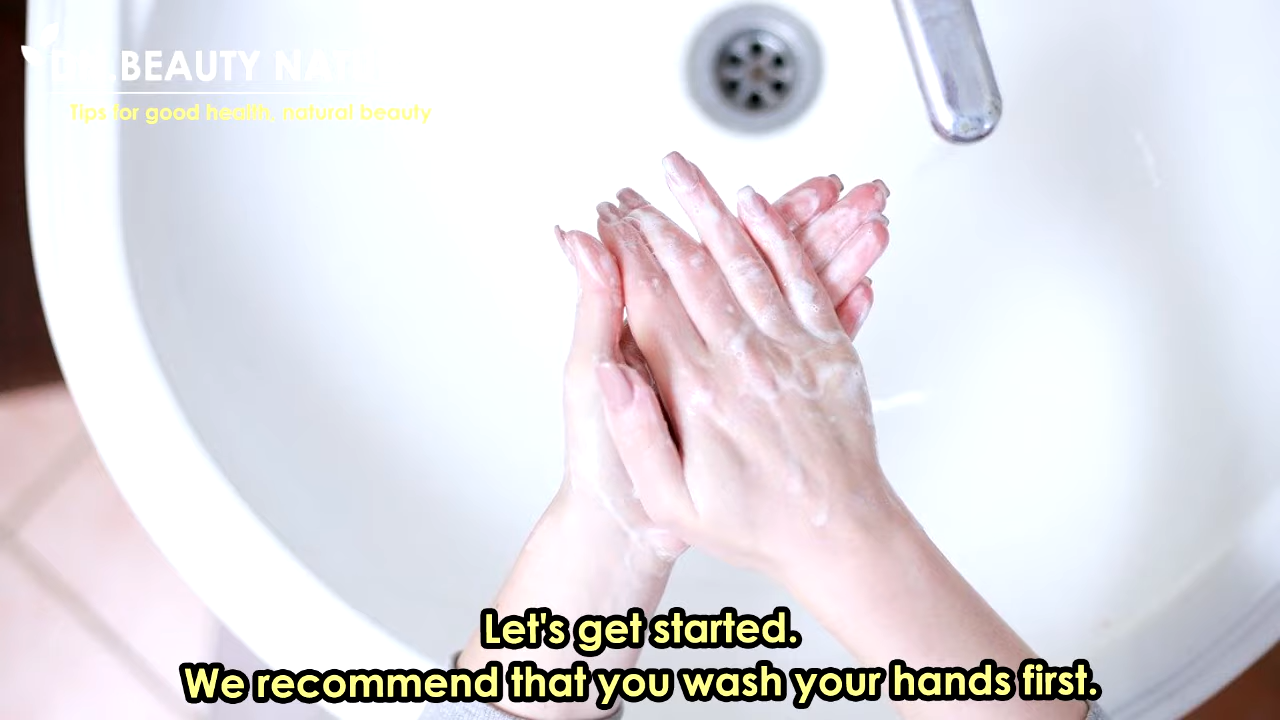 BEAUTY
Tips for good health, natural beauty
Let's get started.
We recommend that you wash your hands first.